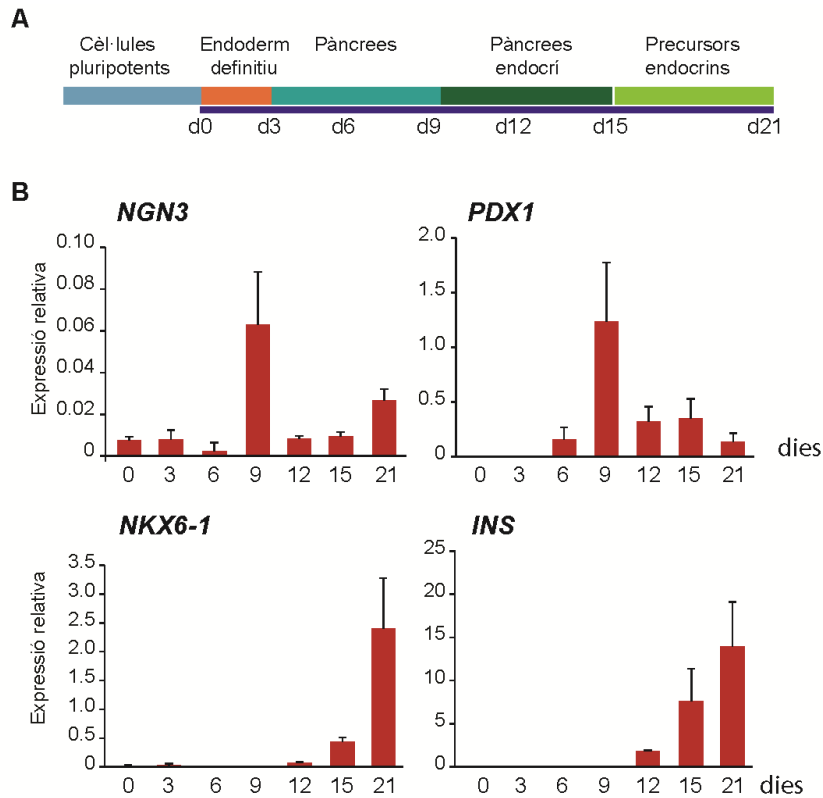 A
Cèl·lules
pluripotents
Endoderm
definitiu
Pàncrees
Pàncrees
endocrí
Precursors
endocrins
d0 d3 d6 d9 d12 d15 d21
B
NGN3
Expressió relativa
0.10
0.08
0.06
0.04
0.02
0
0 3 6 9 12 15 21
PDX1
2.0
1.5
1.0
0.5
0
0 3 6 9 12 15 21 dies
NKX6-1
Expressió relativa
3.5
3.0
2.5
2.0
1.5
1.0
0.5
0
0 3 6 9 12 15 21
INS
25
20
15
10
5
0
0 3 6 9 12 15 21 dies